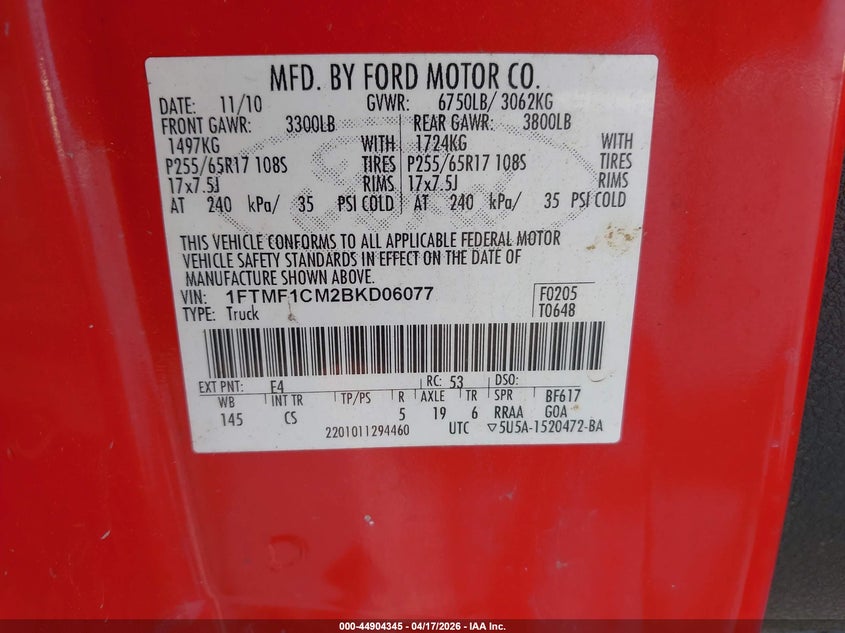 MFD. BY FORD MOTOR CO.
DATE: 11/10 GVWR: 6750LB/ 3062KG
FRONT GAWR: 3300LB REAR GAWR: 3800LB
1497KG WITH 1724KG WITH
P255/65R17 108S TIRES P255/65R17 108S TIRES
17x7.5J RIMS 17x7.5J RIMS
AT 240 kPa/ 35 PSI COLD AT 240 kPa/ 35 PSI COLD
THIS VEHICLE CONFORMS TO ALL APPLICABLE FEDERAL MOTOR
VEHICLE SAFETY STANDARDS IN EFFECT ON THE DATE OF
MANUFACTURE SHOWN ABOVE.
VIN: 1FTMF1CM2BKD06077 F0205
TYPE: Truck T0648
EXT PNT: E4 RC: 53 DSO:
WB INT TR TP/PS R AXLE TR SPR BF617
145 CS 5 19 6 RRAA GOA
2201011294460 UTC ▽5U5A-1520472-BA
000-44904345 | 04/17/2026 - IAA Inc.